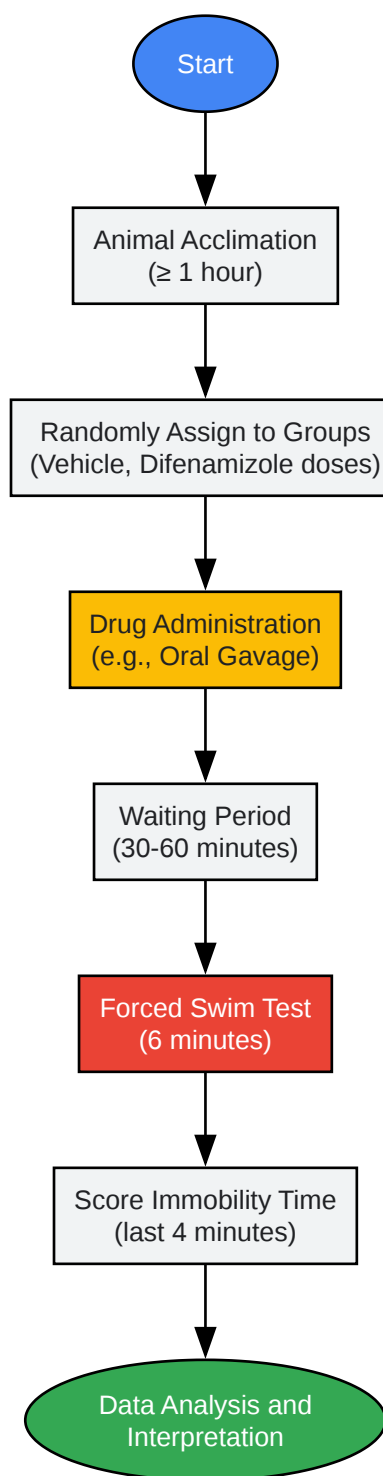 Start
Animal Acclimation
(≥ 1 hour)
Randomly Assign to Groups
(Vehicle, Difenamizole doses)
Drug Administration
(e.g., Oral Gavage)
Waiting Period
(30-60 minutes)
Forced Swim Test
(6 minutes)
Score Immobility Time
(last 4 minutes)
Data Analysis and
Interpretation